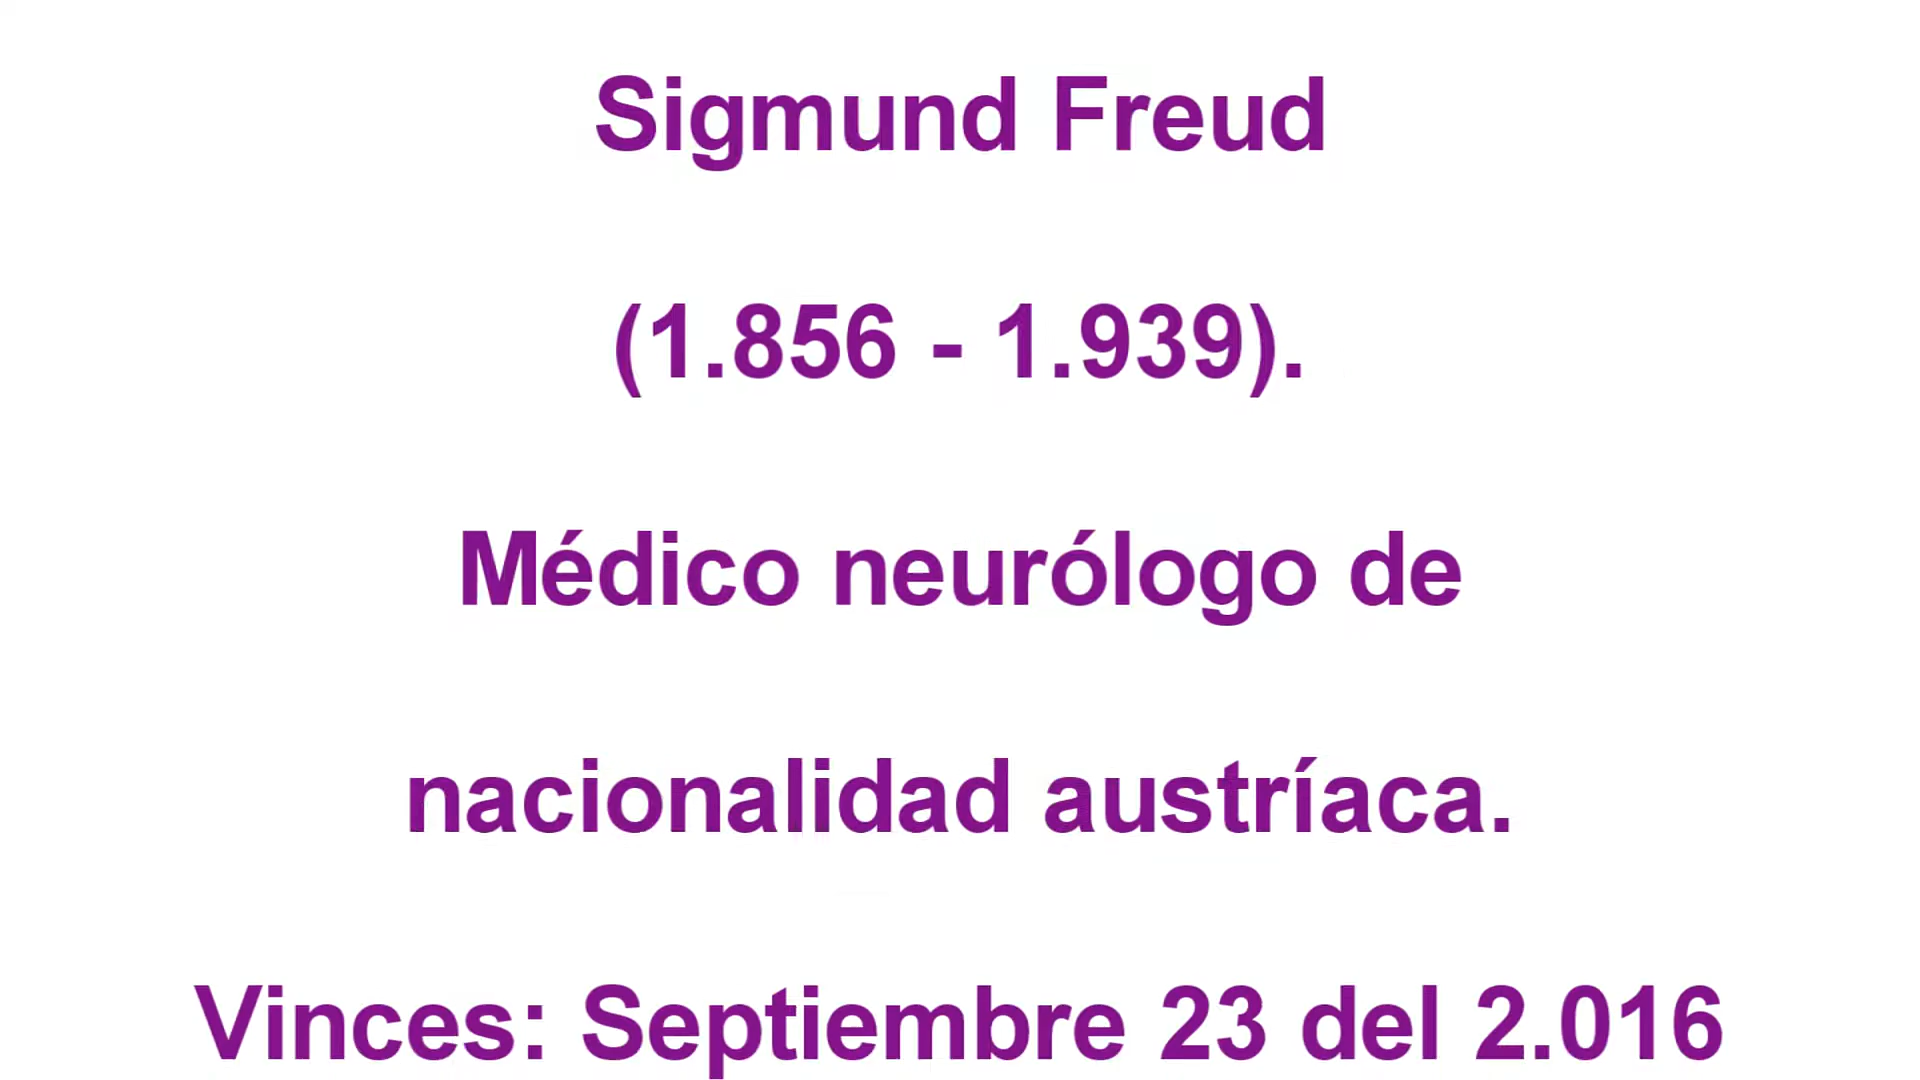 Sigmund Freud
(1.856 - 1.939).
Médico neurólogo de
nacionalidad austríaca.
Vinces: Septiembre 23 del 2.016